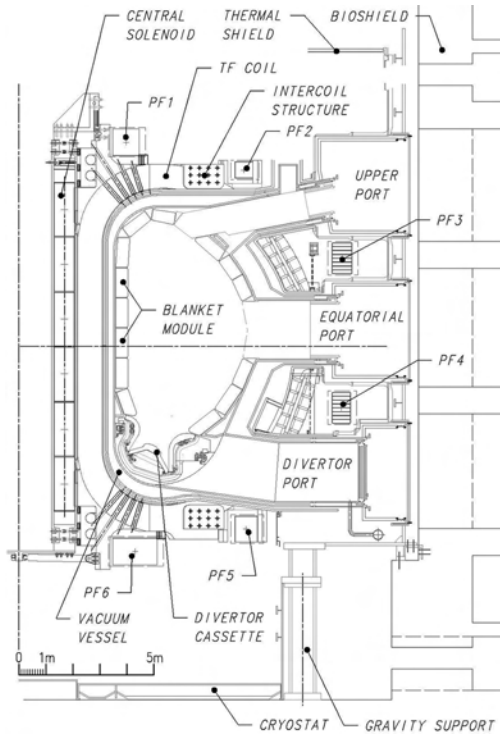 CENTRAL
SOLENOID
THERMAL
SHIELD
BIOSHIELD
TF COIL
PF1
INTERCOIL
STRUCTURE
PF2
UPPER
PORT
PF3
BLANKET
MODULE
EQUATORIAL
PORT
PF4
DIVERTOR
PORT
PF5
PF6
VACUUM
VESSEL
DIVERTOR
CASSETTE
0 1m 5m
CRYOSTAT
GRAVITY SUPPORT